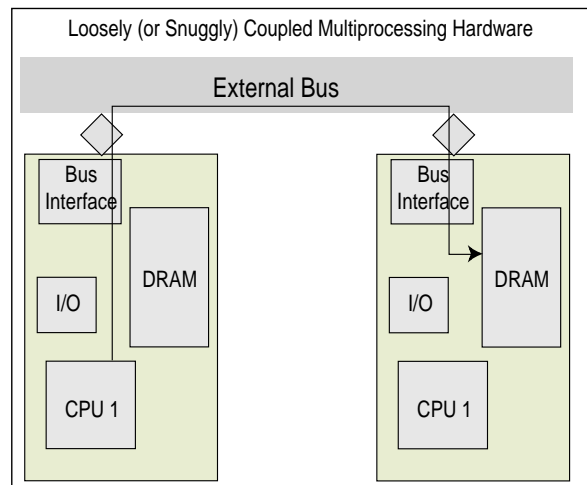 Loosely (or Snuggly) Coupled Multiprocessing Hardware
External Bus
Bus
Interface
DRAM
I/O
CPU 1
Bus
Interface
DRAM
I/O
CPU 1